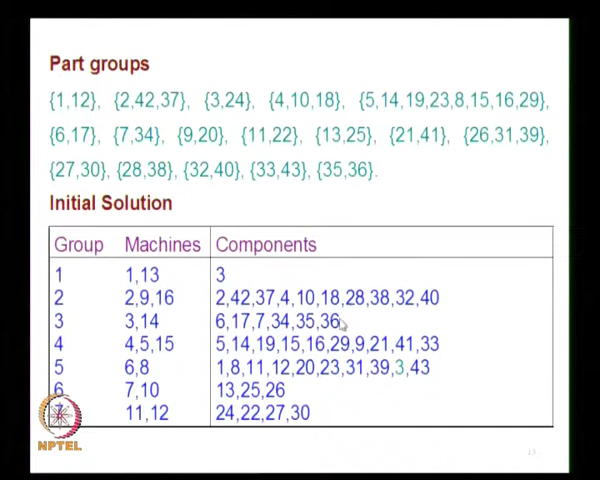 Part groups
{1,12}, {2,42,37}, {3,24}, {4,10,18}, {5,14,19,23,8,15,16,29},
{6,17}, {7,34}, {9,20}, {11,22}, {13,25}, {21,41}, {26,31,39},
{27,30}, {28,38}, {32,40}, {33,43}, {35,36}.
Initial Solution
Group Machines Components
1 1,13 3
2 2,9,16 2,42,37,4,10,18,28,38,32,40
3 3,14 6,17,7,34,35,36
4 4,5,15 5,14,19,15,16,29,9,21,41,33
5 6,8 1,8,11,12,20,23,31,39,3,43
6 7,10 13,25,26
7 11,12 24,22,27,30
NPTEL